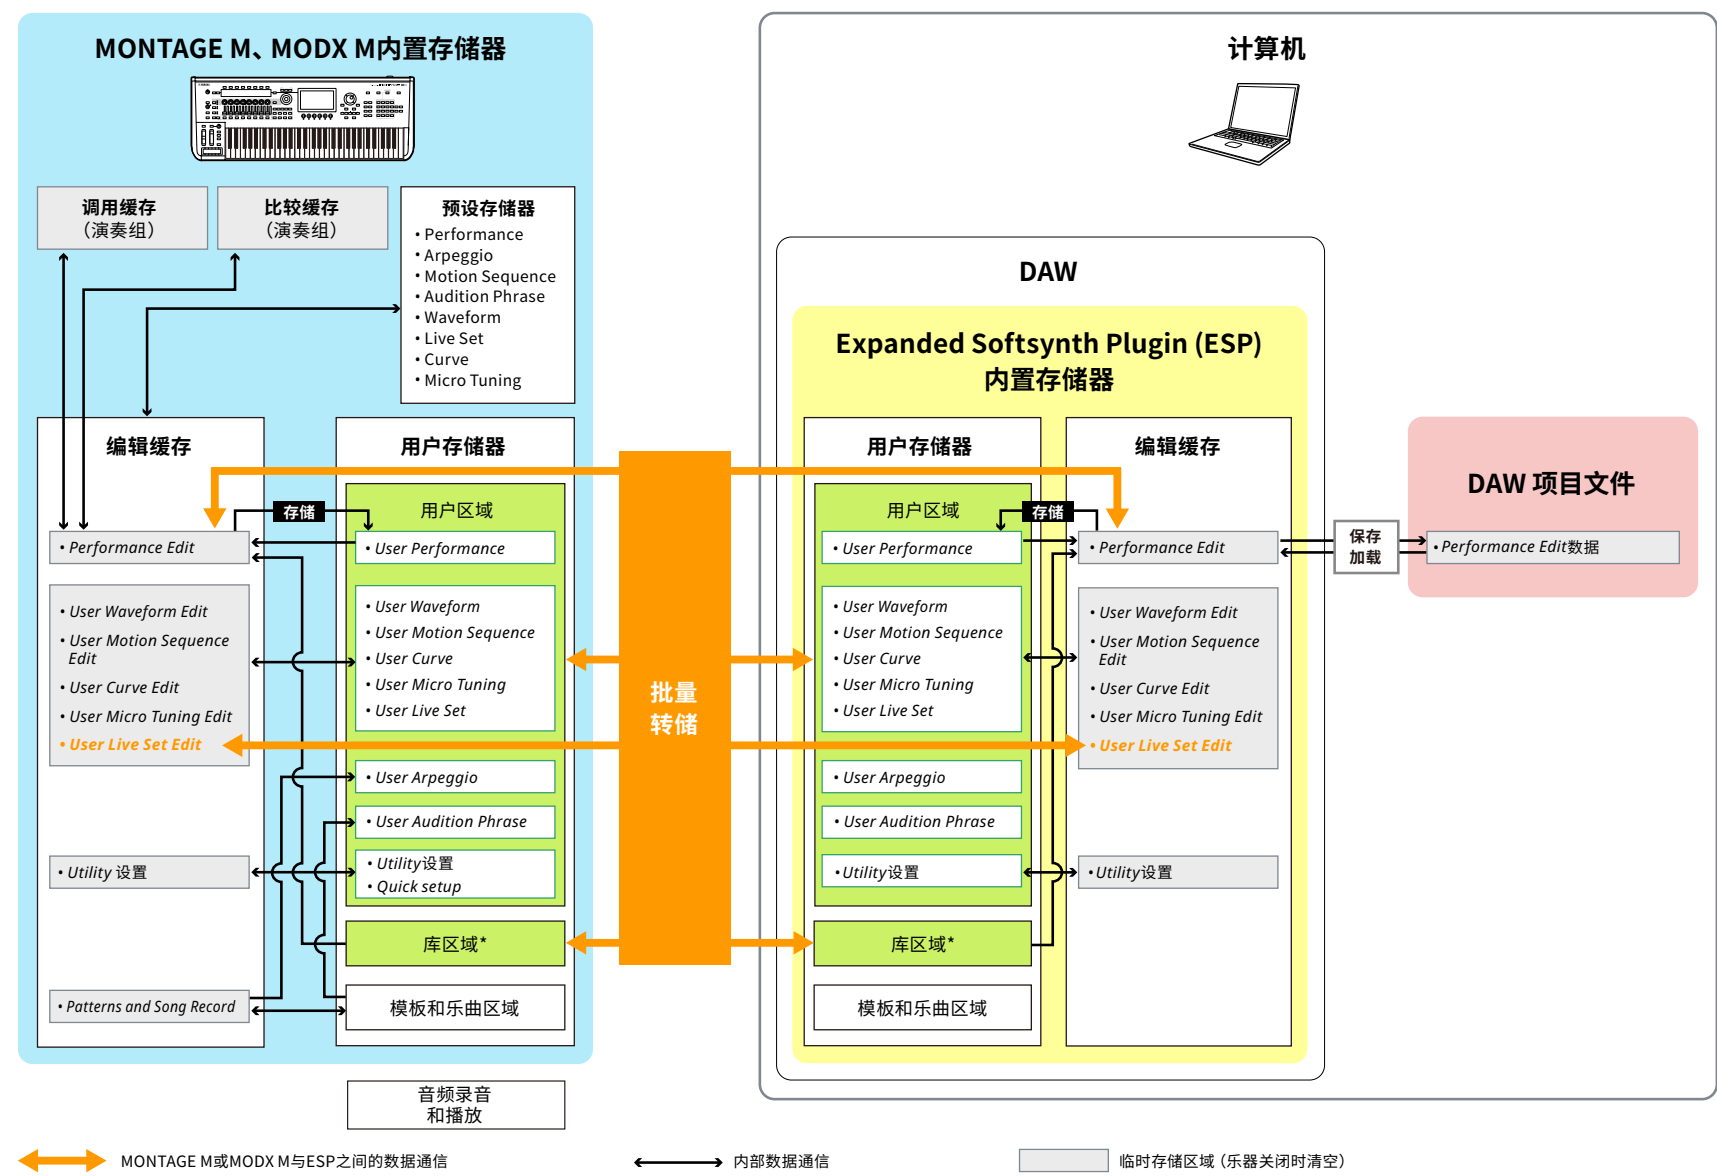 MONTAGE M、MODX M内置存储器
计算机
调用缓存
（演奏组）
比较缓存
（演奏组）
预设存储器
• Performance
• Arpeggio
• Motion Sequence
• Audition Phrase
• Waveform
• Live Set
• Curve
• Micro Tuning
DAW
Expanded Softsynth Plugin (ESP)
内置存储器
编辑缓存
• Performance Edit
• User Waveform Edit
• User Motion Sequence
Edit
• User Curve Edit
• User Micro Tuning Edit
• User Live Set Edit
• Utility 设置
• Patterns and Song Record
存储
用户存储器
用户区域
• User Performance
• User Waveform
• User Motion Sequence
• User Curve
• User Micro Tuning
• User Live Set
• User Arpeggio
• User Audition Phrase
• Utility设置
• Quick setup
库区域*
模板和乐曲区域
音频录音
和播放
批量
转储
用户存储器
用户区域
• User Performance
• User Waveform
• User Motion Sequence
• User Curve
• User Micro Tuning
• User Live Set
• User Arpeggio
• User Audition Phrase
• Utility设置
库区域*
模板和乐曲区域
存储
编辑缓存
• Performance Edit
• User Waveform Edit
• User Motion Sequence
Edit
• User Curve Edit
• User Micro Tuning Edit
• User Live Set Edit
• Utility设置
保存
加载
DAW 项目文件
• Performance Edit数据
MONTAGE M或MODX M与ESP之间的数据通信
内部数据通信
临时存储区域（乐器关闭时清空）